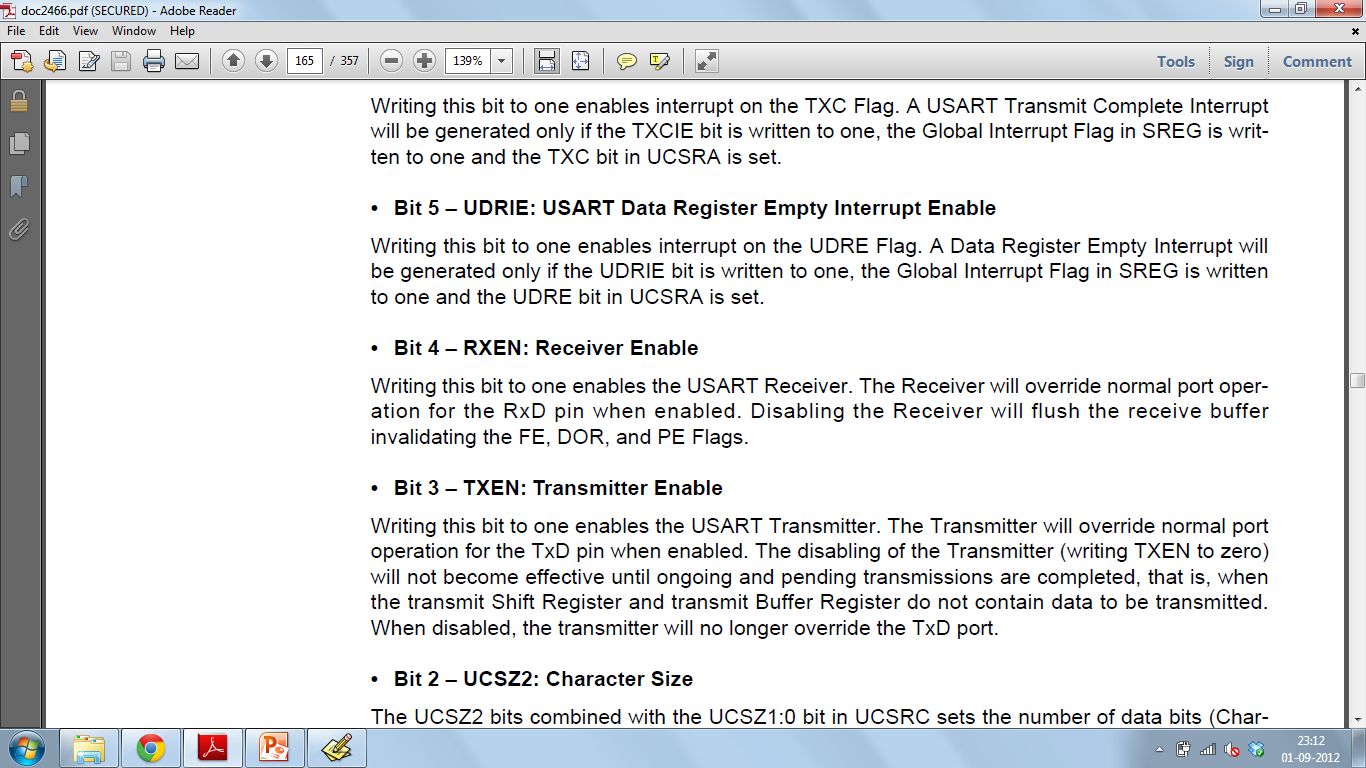 doc2466.pdf (SECURED) - Adobe Reader
File Edit View Window Help
165 / 357 139% Tools Sign Comment
Writing this bit to one enables interrupt on the TXC Flag. A USART Transmit Complete Interrupt
will be generated only if the TXCIE bit is written to one, the Global Interrupt Flag in SREG is writ-
ten to one and the TXC bit in UCSRA is set.
• Bit 5 – UDRIE: USART Data Register Empty Interrupt Enable
Writing this bit to one enables interrupt on the UDRE Flag. A Data Register Empty Interrupt will
be generated only if the UDRIE bit is written to one, the Global Interrupt Flag in SREG is written
to one and the UDRE bit in UCSRA is set.
• Bit 4 – RXEN: Receiver Enable
Writing this bit to one enables the USART Receiver. The Receiver will override normal port oper-
ation for the RxD pin when enabled. Disabling the Receiver will flush the receive buffer
invalidating the FE, DOR, and PE Flags.
• Bit 3 – TXEN: Transmitter Enable
Writing this bit to one enables the USART Transmitter. The Transmitter will override normal port
operation for the TxD pin when enabled. The disabling of the Transmitter (writing TXEN to zero)
will not become effective until ongoing and pending transmissions are completed, that is, when
the transmit Shift Register and transmit Buffer Register do not contain data to be transmitted.
When disabled, the transmitter will no longer override the TxD port.
• Bit 2 – UCSZ2: Character Size
The UCSZ2 bits combined with the UCSZ1:0 bit in UCSRC sets the number of data bits (Char-
23:12
01-09-2012